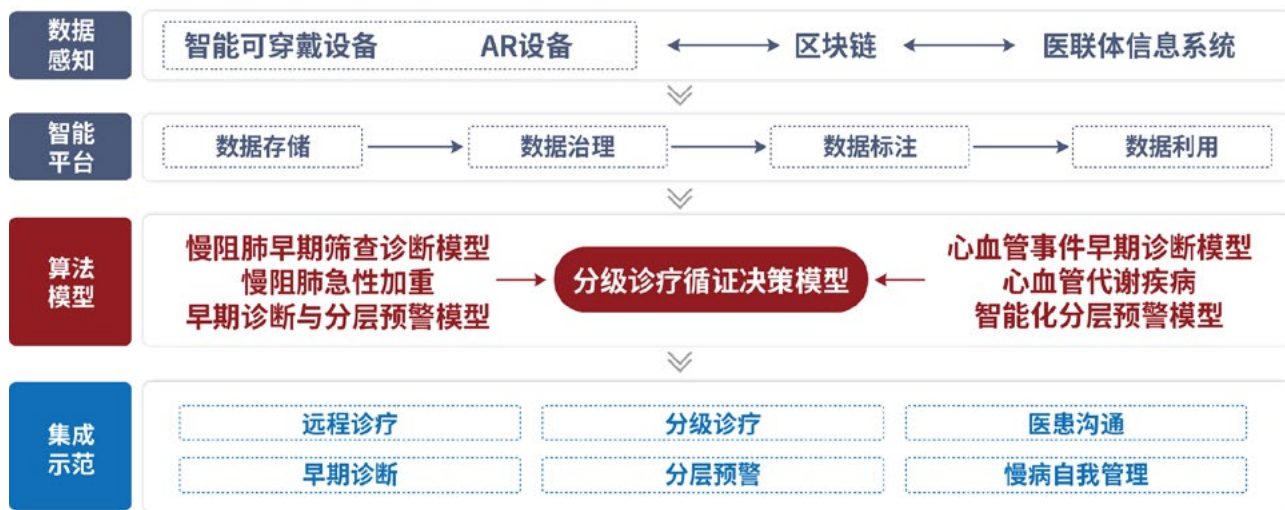 数据
感知
智能可穿戴设备 AR设备 区块链 医联体信息系统
智能
平台
数据存储 数据治理 数据标注 数据利用
算法
模型
慢阻肺早期筛查诊断模型
慢阻肺急性加重
早期诊断与分层预警模型
分级诊疗循证决策模型
心血管事件早期诊断模型
心血管代谢疾病
智能化分层预警模型
集成
示范
远程诊疗 分级诊疗 医患沟通
早期诊断 分层预警 慢病自我管理